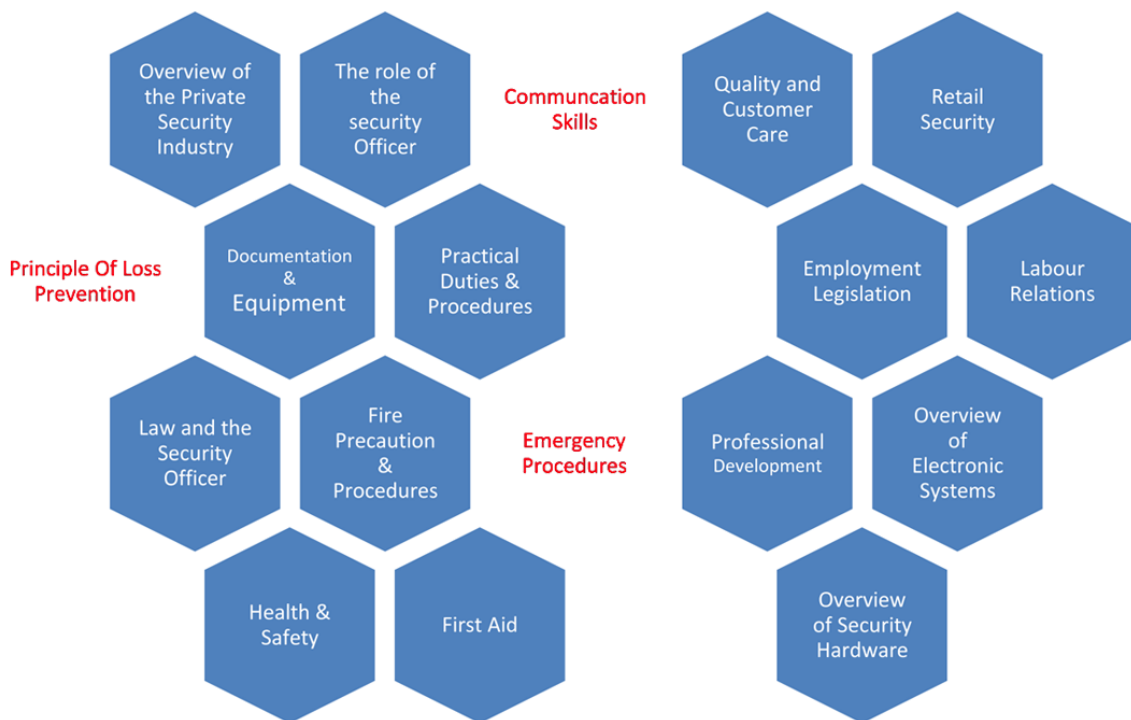 Overview of
the Private
Security
Industry
The role of
the
security
Officer
Communcation
Skills
Quality and
Customer
Care
Retail
Security
Principle Of Loss
Prevention
Documentation
&
Equipment
Practical
Duties &
Procedures
Employment
Legislation
Labour
Relations
Law and the
Security
Officer
Fire
Precaution
&
Procedures
Emergency
Procedures
Professional
Development
Overview
of
Electronic
Systems
Health &
Safety
First Aid
Overview
of Security
Hardware